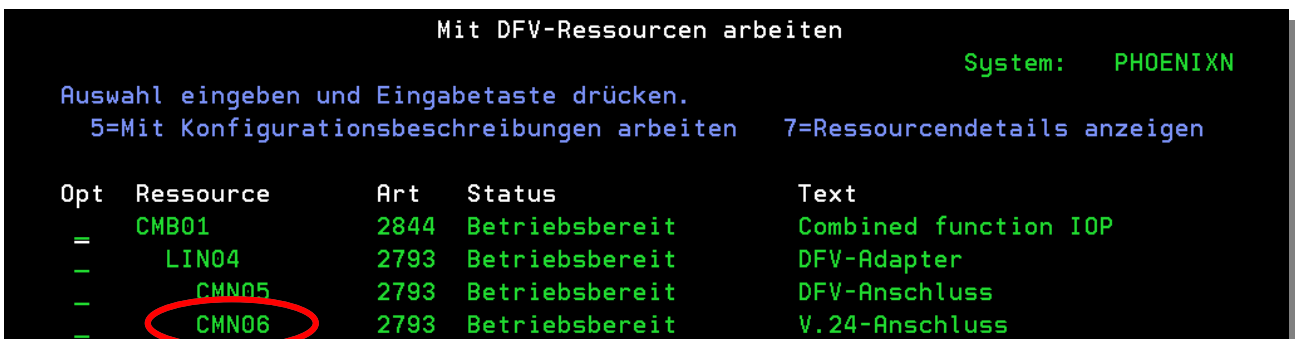 Mit DFV-Ressourcen arbeiten
System: PHOENIXN
Auswahl eingeben und Eingabetaste drücken.
5=Mit Konfigurationsbeschreibungen arbeiten 7=Ressourcendetails anzeigen
Opt Ressource Art Status Text
_ CMB01 2844 Betriebsbereit Combined function IOP
_ LIN04 2793 Betriebsbereit DFV-Adapter
_ CMN05 2793 Betriebsbereit DFV-Anschluss
_ CMN06 2793 Betriebsbereit V.24-Anschluss